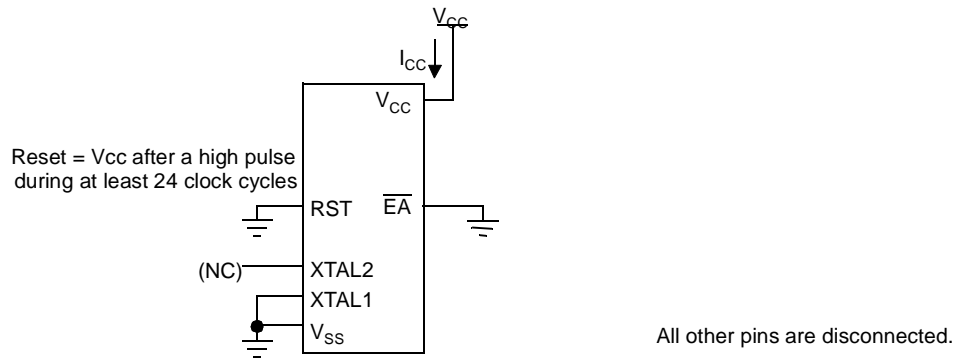 VCC
ICC
VCC
Reset = Vcc after a high pulse
during at least 24 clock cycles
RST EA
(NC) XTAL2
XTAL1
VSS
All other pins are disconnected.